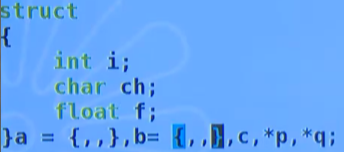 struct
{
int i;
char ch;
float f;
}a = {,,},b= {,,},c,*p,*q;